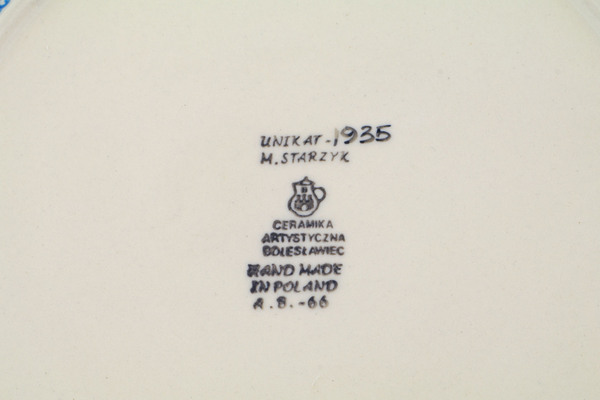 UNIKAT-1935
M. STARZYK
CERAMIKA
ARTYSTYCZNA
BOLESŁAWIEC
HAND MADE
IN POLAND
A.B.-66